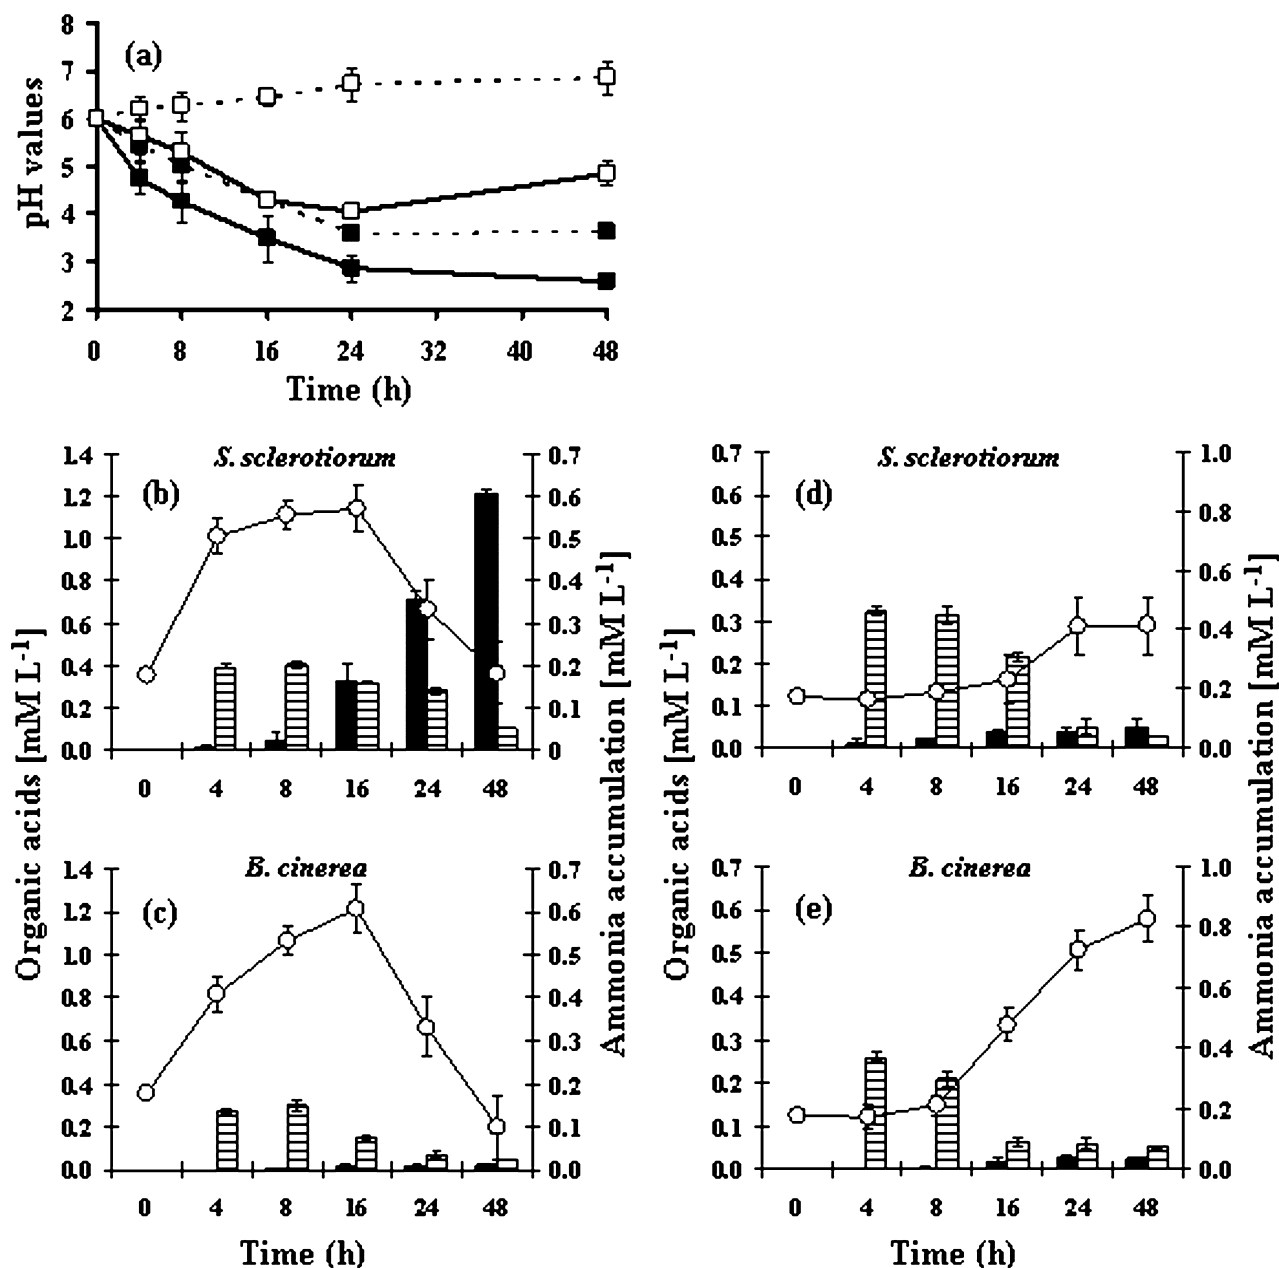 8
(a)
7
6
5
4
3
2
pH values
0 8 16 24 32 40 48
Time (h)
1.4 S. sclerotiorum 0.7
(b)
1.2 0.6
1.0 0.5
0.8 0.4
0.6 0.3
0.4 0.2
0.2 0.1
0.0 0
0 4 8 16 24 48
Organic acids [mM L-1]
Ammonia accumulation [mM L-1]
1.4 B. cinerea 0.7
(c)
1.2 0.6
1.0 0.5
0.8 0.4
0.6 0.3
0.4 0.2
0.2 0.1
0.0 0.0
0 4 8 16 24 48
Time (h)
0.7 S. sclerotiorum 1.0
(d)
0.6 0.8
0.5
0.4 0.6
0.3 0.4
0.2 0.2
0.1
0.0 0.0
0 4 8 16 24 48
Organic acids [mM L-1]
Ammonia accumulation [mM L-1]
0.7 B. cinerea 1.0
(e)
0.6 0.8
0.5
0.4 0.6
0.3 0.4
0.2 0.2
0.1
0.0 0.0
0 4 8 16 24 48
Time (h)